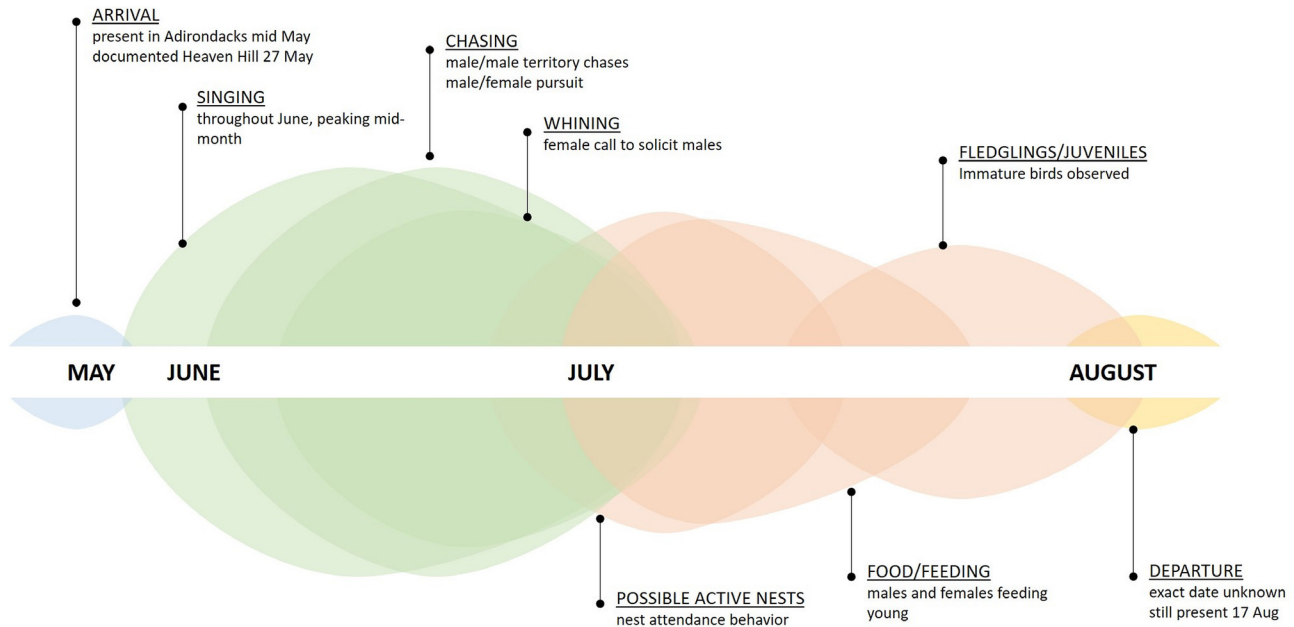 ARRIVAL
present in Adirondacks mid May
documented Heaven Hill 27 May
SINGING
throughout June, peaking mid-
month
CHASING
male/male territory chases
male/female pursuit
WHINING
female call to solicit males
FLEDGLINGS/JUVENILES
Immature birds observed
MAY
JUNE
JULY
AUGUST
POSSIBLE ACTIVE NESTS
nest attendance behavior
FOOD/FEEDING
males and females feeding
young
DEPARTURE
exact date unknown
still present 17 Aug